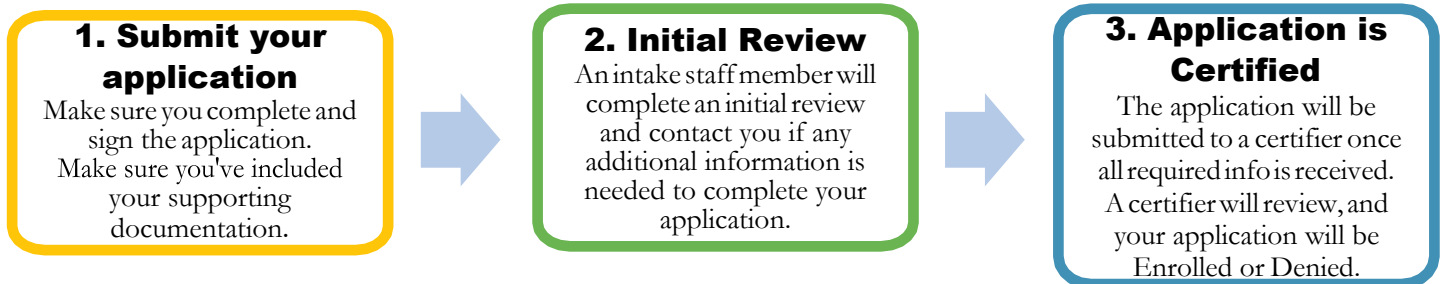 1. Submit your
application
Make sure you complete and
sign the application.
Make sure you've included
your supporting
documentation.
2. Initial Review
An intake staff member will
complete an initial review
and contact you if any
additional information is
needed to complete your
application.
3. Application is
Certified
The application will be
submitted to a certifier once
all required info is received.
A certifier will review, and
your application will be
Enrolled or Denied.